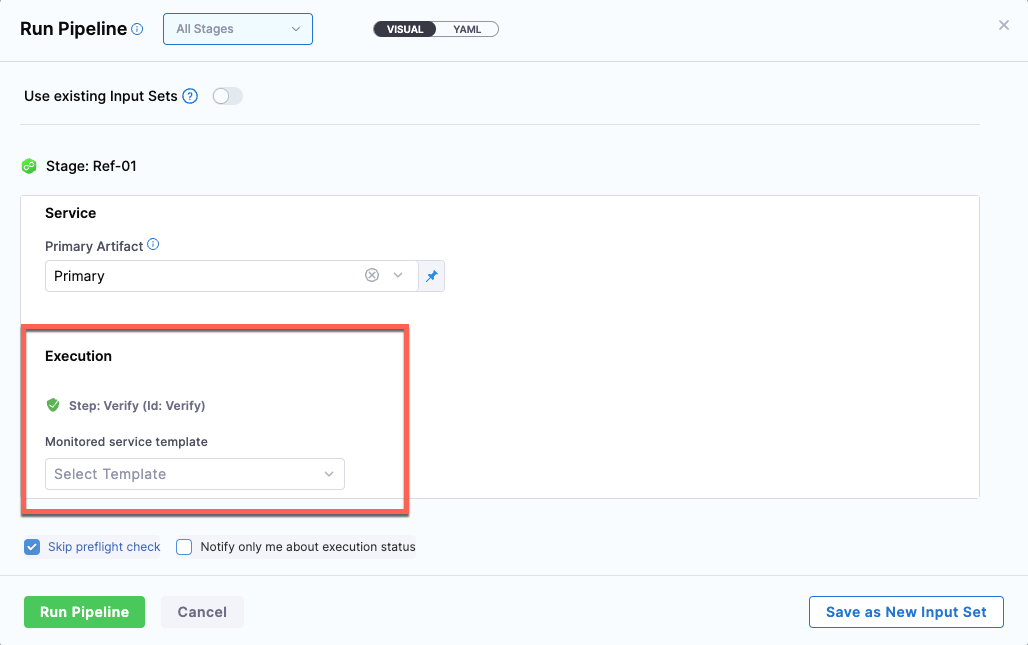 Run Pipeline
All Stages
VISUAL
YAML
Use existing Input Sets
Stage: Ref-01
Service
Primary Artifact
Primary
Execution
Step: Verify (Id: Verify)
Monitored service template
Select Template
Skip preflight check
Notify only me about execution status
Run Pipeline
Cancel
Save as New Input Set